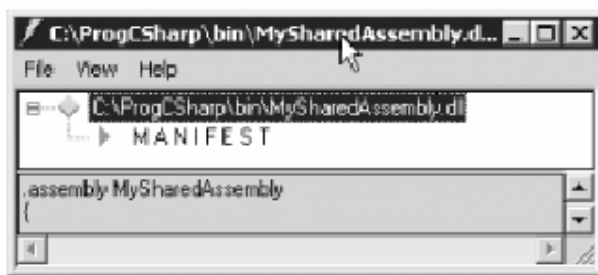 C:\ProgCSharp\bin\MySharedAssembly.d...
File View Help
C:\ProgCSharp\bin\MySharedAssembly.dll
MANIFEST
.assembly MySharedAssembly
{